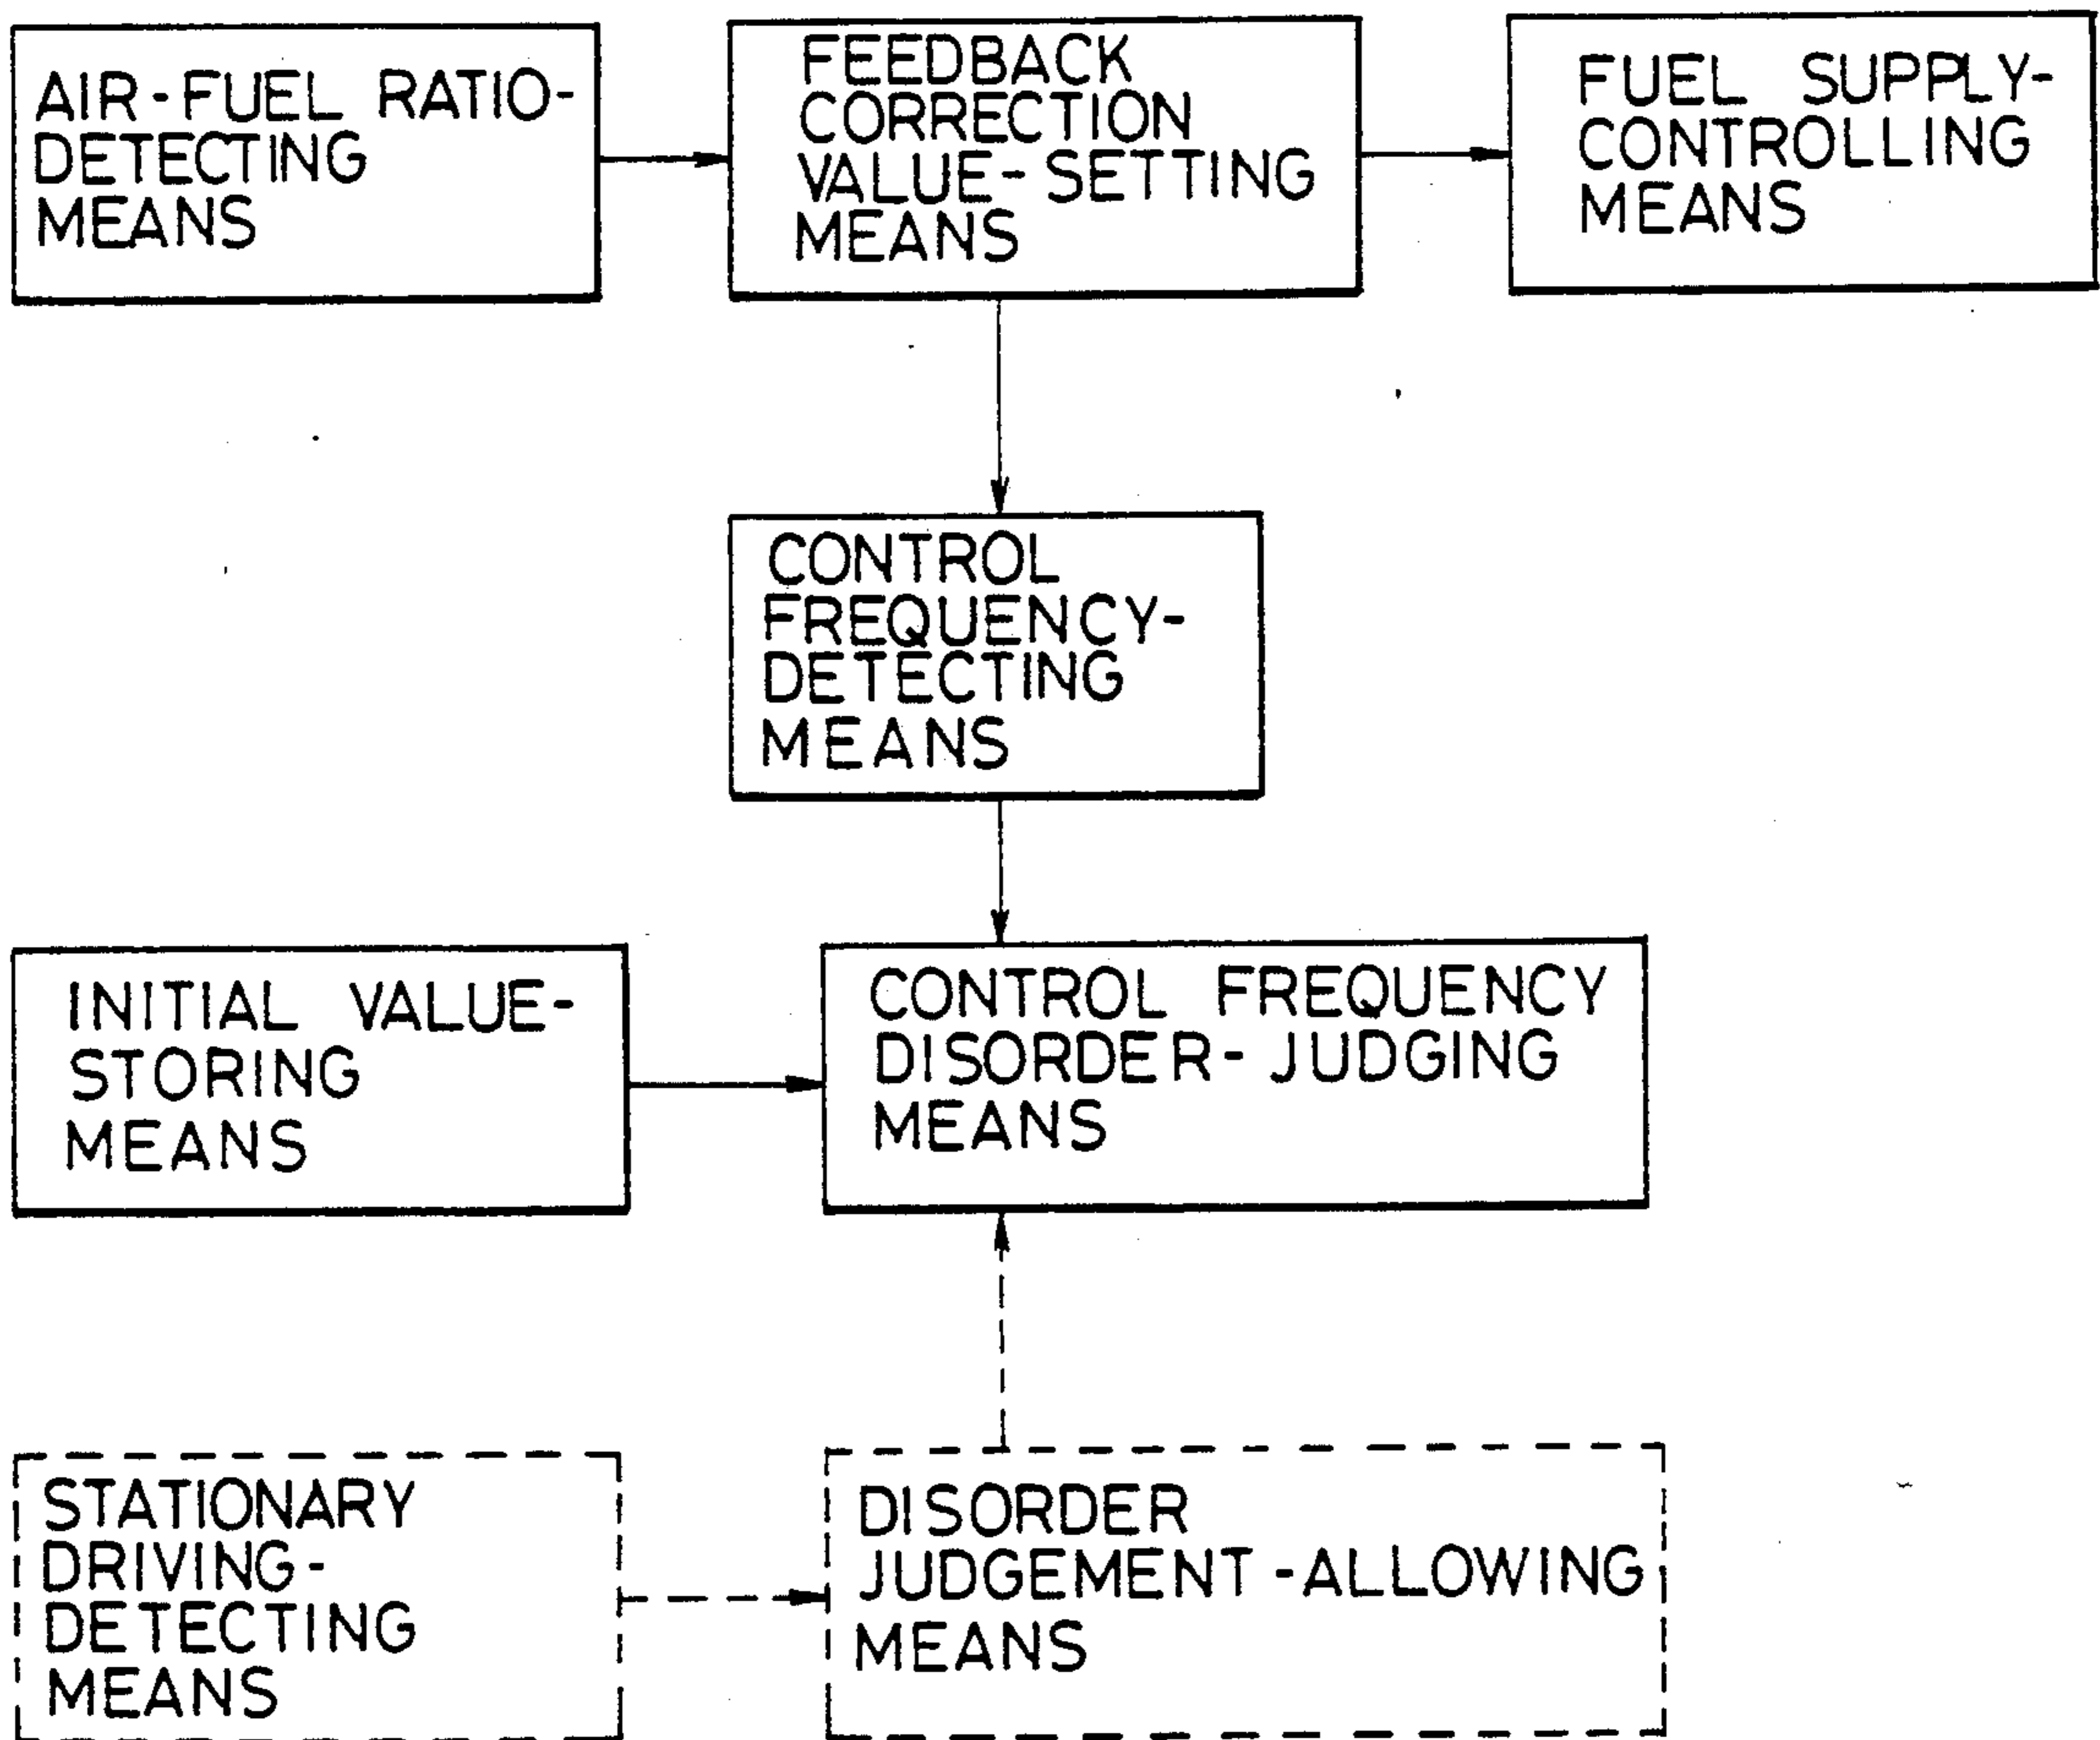 AIR-FUEL RATIO-
DETECTING
MEANS
FEEDBACK
CORRECTION
VALUE-SETTING
MEANS
FUEL SUPPLY-
CONTROLLING
MEANS
CONTROL
FREQUENCY-
DETECTING
MEANS
INITIAL VALUE-
STORING
MEANS
CONTROL FREQUENCY
DISORDER-JUDGING
MEANS
STATIONARY
DRIVING-
DETECTING
MEANS
DISORDER
JUDGEMENT-ALLOWING
MEANS